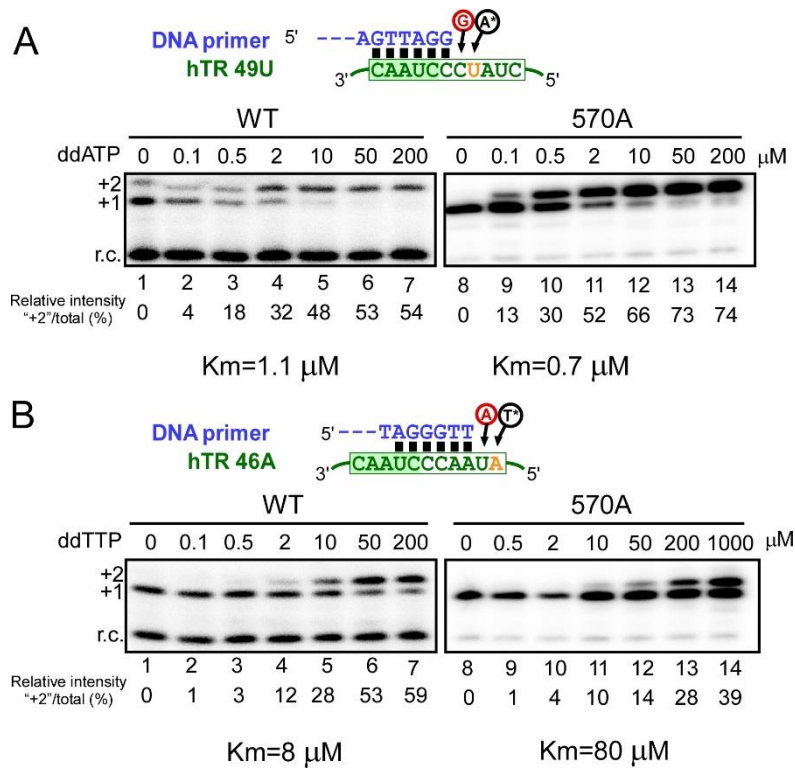 A
G A*
DNA primer 5' ---AGTTAGG
hTR 49U 3' CAAUCCCUAUC 5'
WT 570A
ddATP 0 0.1 0.5 2 10 50 200 0 0.1 0.5 2 10 50 200 μM
+2
+1
r.c.
1 2 3 4 5 6 7 8 9 10 11 12 13 14
Relative intensity
"+2"/total (%) 0 4 18 32 48 53 54 0 13 30 52 66 73 74
Km=1.1 μM Km=0.7 μM
B
A T*
DNA primer 5' ---TAGGGTT
hTR 46A 3' CAAUCCCAAUA 5'
WT 570A
ddTTP 0 0.1 0.5 2 10 50 200 0 0.5 2 10 50 200 1000 μM
+2
+1
r.c.
1 2 3 4 5 6 7 8 9 10 11 12 13 14
Relative intensity
"+2"/total (%) 0 1 3 12 28 53 59 0 1 4 10 14 28 39
Km=8 μM Km=80 μM